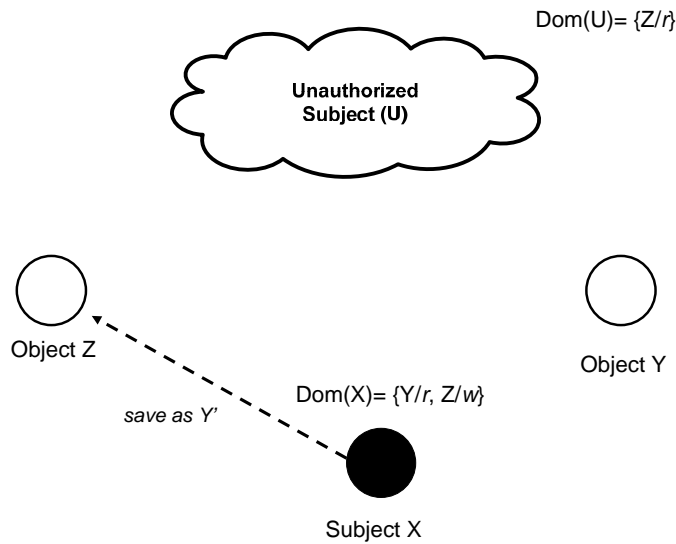 Dom(U)= {Z/r}
Unauthorized
Subject (U)
Object Z
Object Y
Dom(X)= {Y/r, Z/w}
save as Y'
Subject X